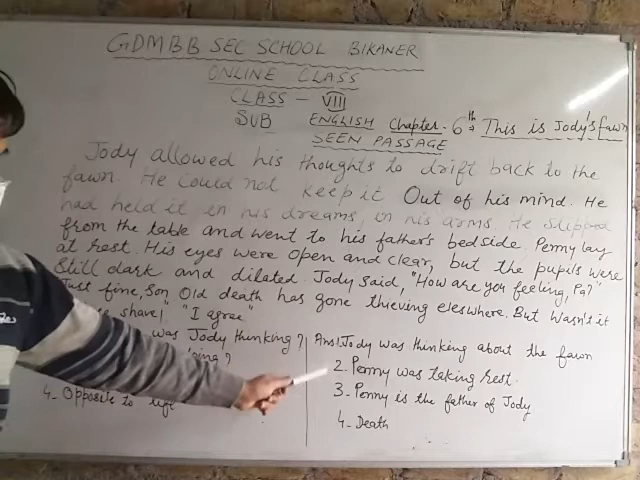 GDMBB SEC SCHOOL BIKANER
ONLINE CLASS
CLASS - VIII
SUB ENGLISH Chapter. 6th This is Jody's fawn
SEEN PASSAGE
Jody allowed his thoughts to drift back to the
fawn. He could not keep it Out of his mind. He
had held it in his dreams, in his arms. He slipped
from the table and went to his father's bedside. Penny lay
at rest. His eyes were open and clear, but the pupils were
still dark and dilated. Jody said, "How are you feeling, Pa?"
Just fine, Son. Old death has gone thieving elsewhere. But wasn't it
shave!" "I agree"
was Jody thinking?
ing?
4- Opposite to
Ans1 Jody was thinking about the fawn
2- Penny was taking rest.
3- Penny is the father of Jody
4- Death